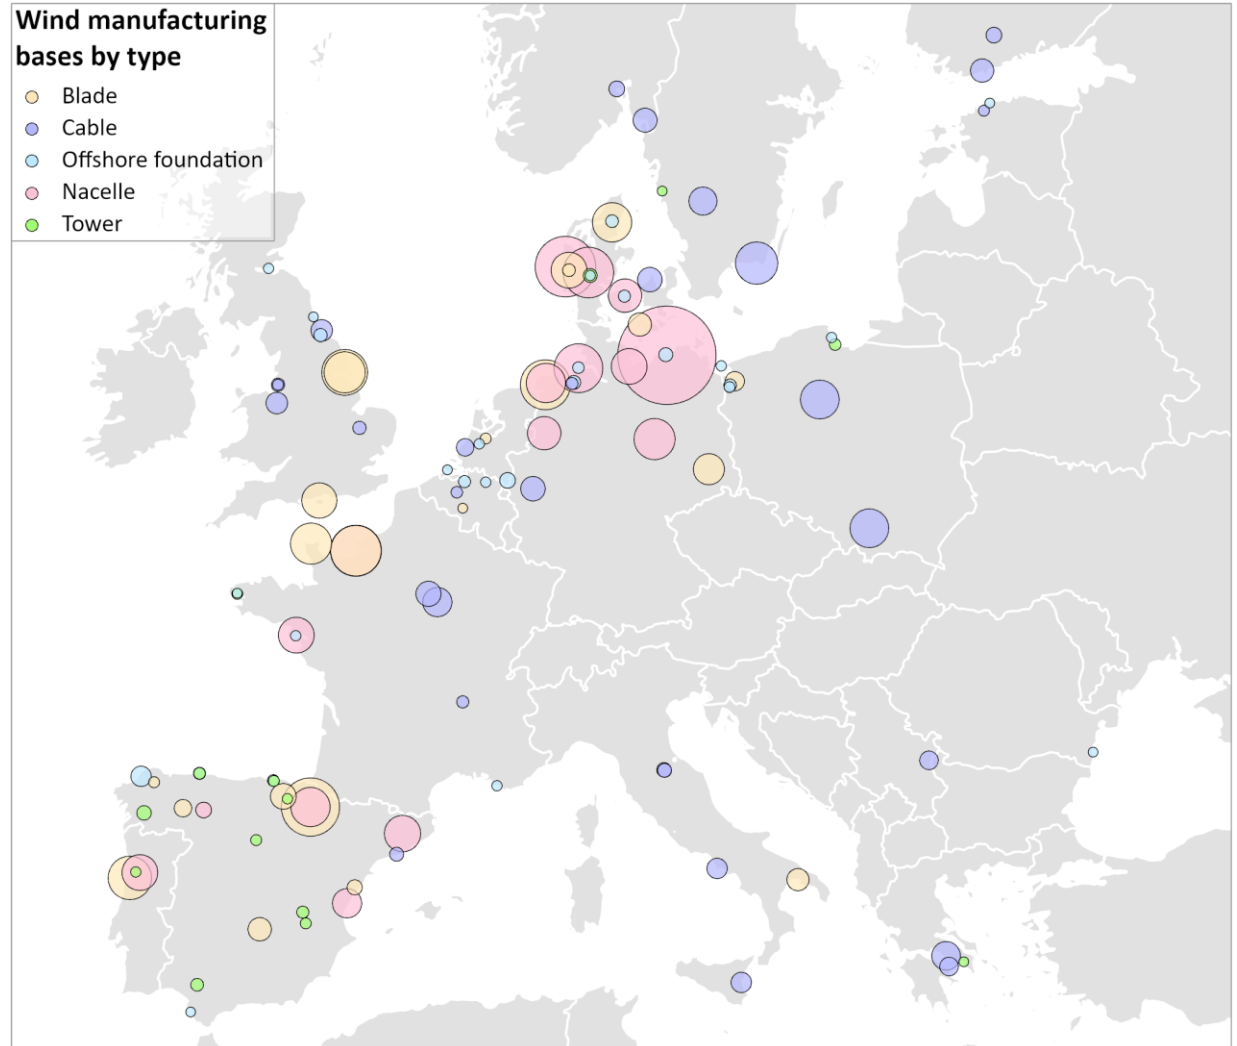 Wind manufacturing
bases by type
Blade
Cable
Offshore foundation
Nacelle
Tower